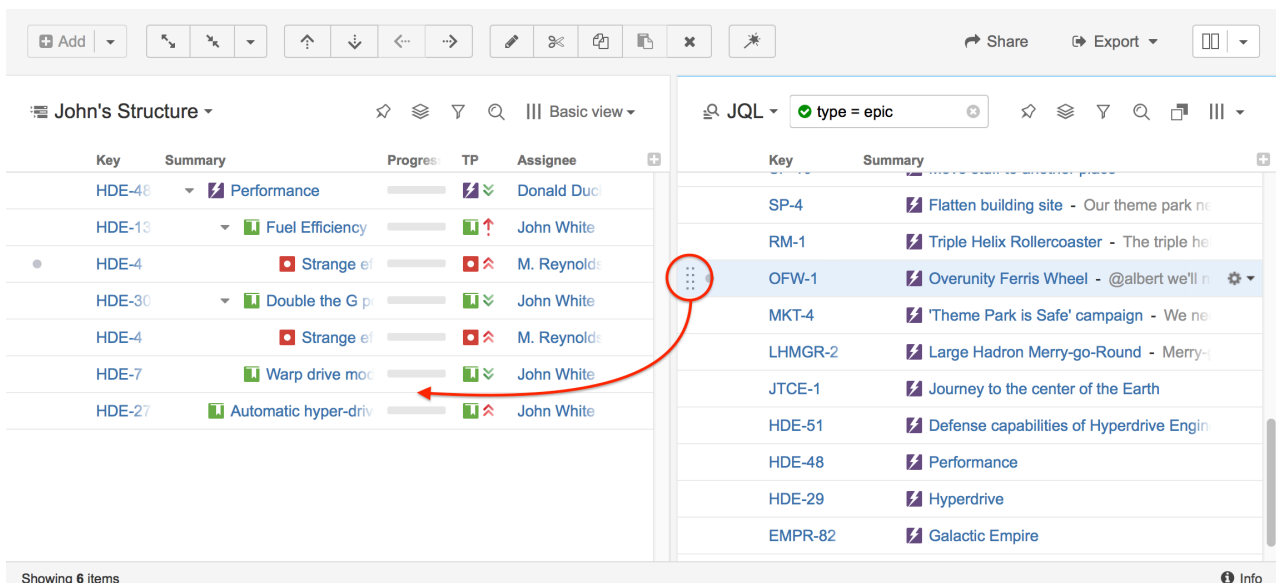 Add
Share
Export
John's Structure
Basic view
Key Summary Progres TP Assignee
HDE-48 Performance Donald Duc
HDE-13 Fuel Efficiency John White
HDE-4 Strange ef M. Reynolds
HDE-30 Double the G p John White
HDE-4 Strange ef M. Reynolds
HDE-7 Warp drive mod John White
HDE-27 Automatic hyper-driv John White
JQL type = epic
Key Summary
Move staff to another place
SP-4 Flatten building site - Our theme park ne
RM-1 Triple Helix Rollercoaster - The triple he
OFW-1 Overunity Ferris Wheel - @albert we'll n
MKT-4 'Theme Park is Safe' campaign - We nee
LHMGR-2 Large Hadron Merry-go-Round - Merry-g
JTCE-1 Journey to the center of the Earth
HDE-51 Defense capabilities of Hyperdrive Engin
HDE-48 Performance
HDE-29 Hyperdrive
EMPR-82 Galactic Empire
Showing 6 items
Info